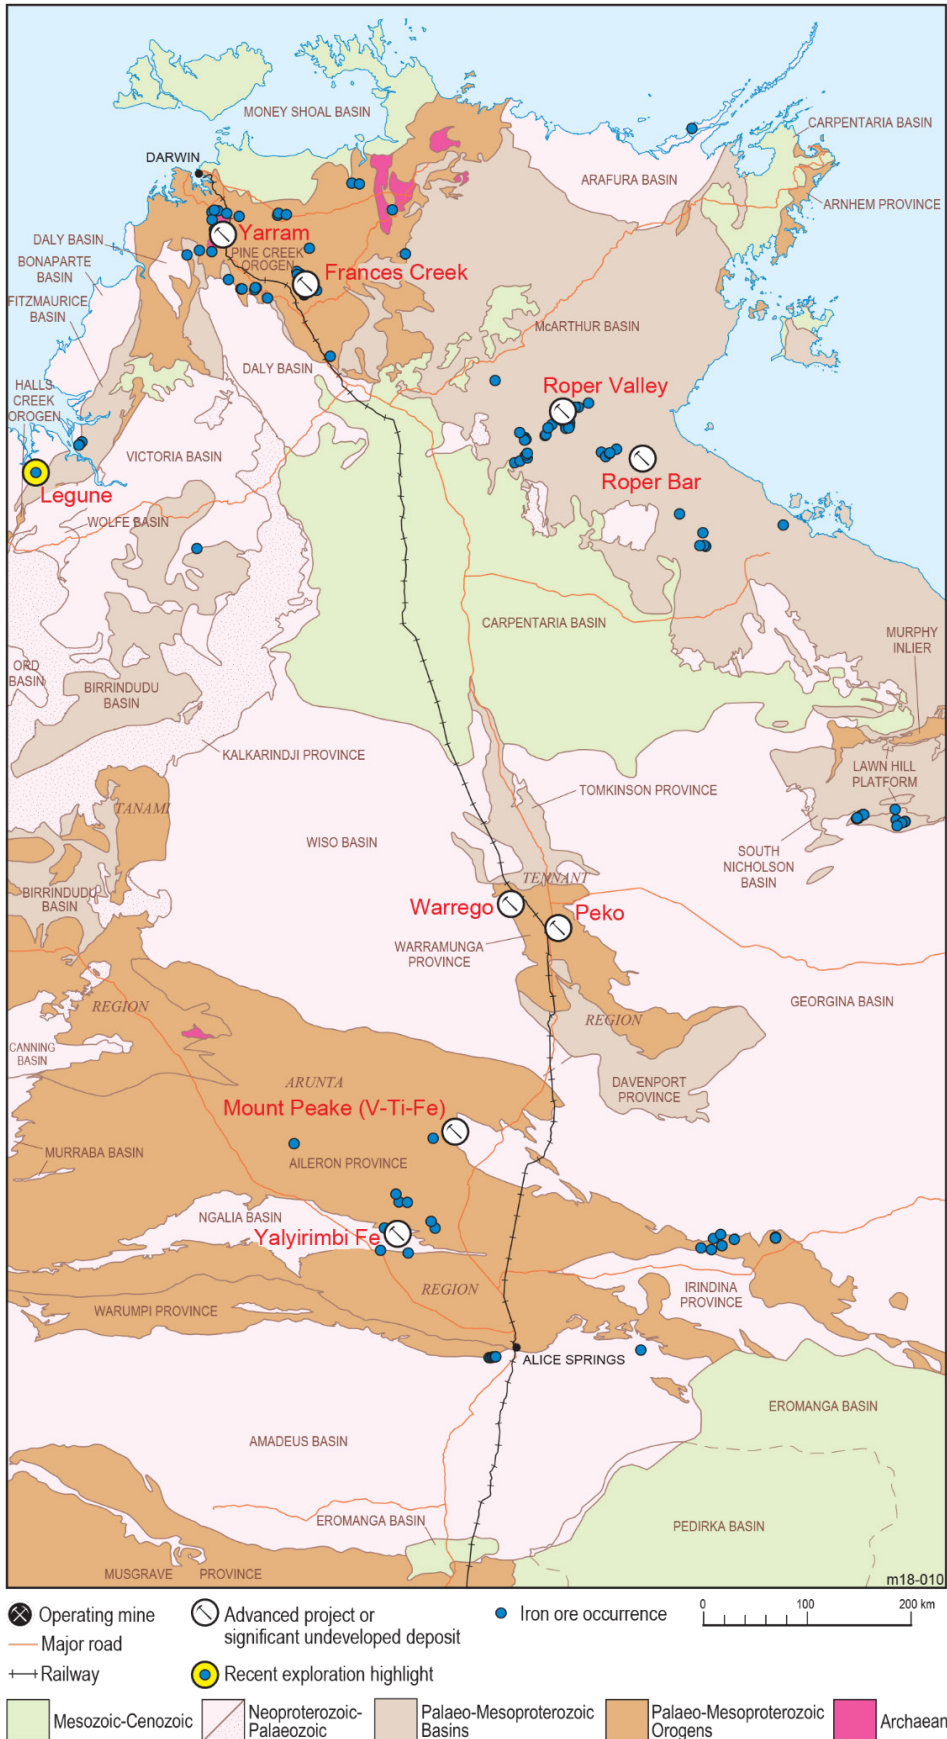 MONEY SHOAL BASIN
CARPENTARIA BASIN
DARWIN
ARAFURA BASIN
ARNHEM PROVINCE
Yarram
DALY BASIN
PINE CREEK
OROGEN
BONAPARTE
BASIN
Frances Creek
FITZMAURICE
BASIN
McARTHUR BASIN
DALY BASIN
HALLS
CREEK
OROGEN
Roper Valley
VICTORIA BASIN
Roper Bar
Legune
WOLFE BASIN
CARPENTARIA BASIN
MURPHY
INLIER
ORD
BASIN
BIRRINDUDU
BASIN
KALKARINDJI PROVINCE
LAWN HILL
PLATFORM
TOMKINSON PROVINCE
TANAMI
WISO BASIN
SOUTH
NICHOLSON
BASIN
TENNANT
BIRRINDUDU
BASIN
Warrego
Peko
WARRAMUNGA
PROVINCE
REGION
GEORGINA BASIN
REGION
CANNING
BASIN
ARUNTA
DAVENPORT
PROVINCE
Mount Peake (V-Ti-Fe)
MURRABA BASIN
AILERON PROVINCE
NGALIA BASIN
Yalyirimbi Fe
REGION
IRINDINA
PROVINCE
WARUMPI PROVINCE
ALICE SPRINGS
EROMANGA BASIN
AMADEUS BASIN
EROMANGA BASIN
PEDIRKA BASIN
MUSGRAVE PROVINCE
m18-010
Operating mine
Advanced project or
significant undeveloped deposit
Iron ore occurrence
0 100 200 km
Major road
Railway
Recent exploration highlight
Mesozoic-Cenozoic
Neoproterozoic-
Palaeozoic
Palaeo-Mesoproterozoic
Basins
Palaeo-Mesoproterozoic
Orogens
Archaean